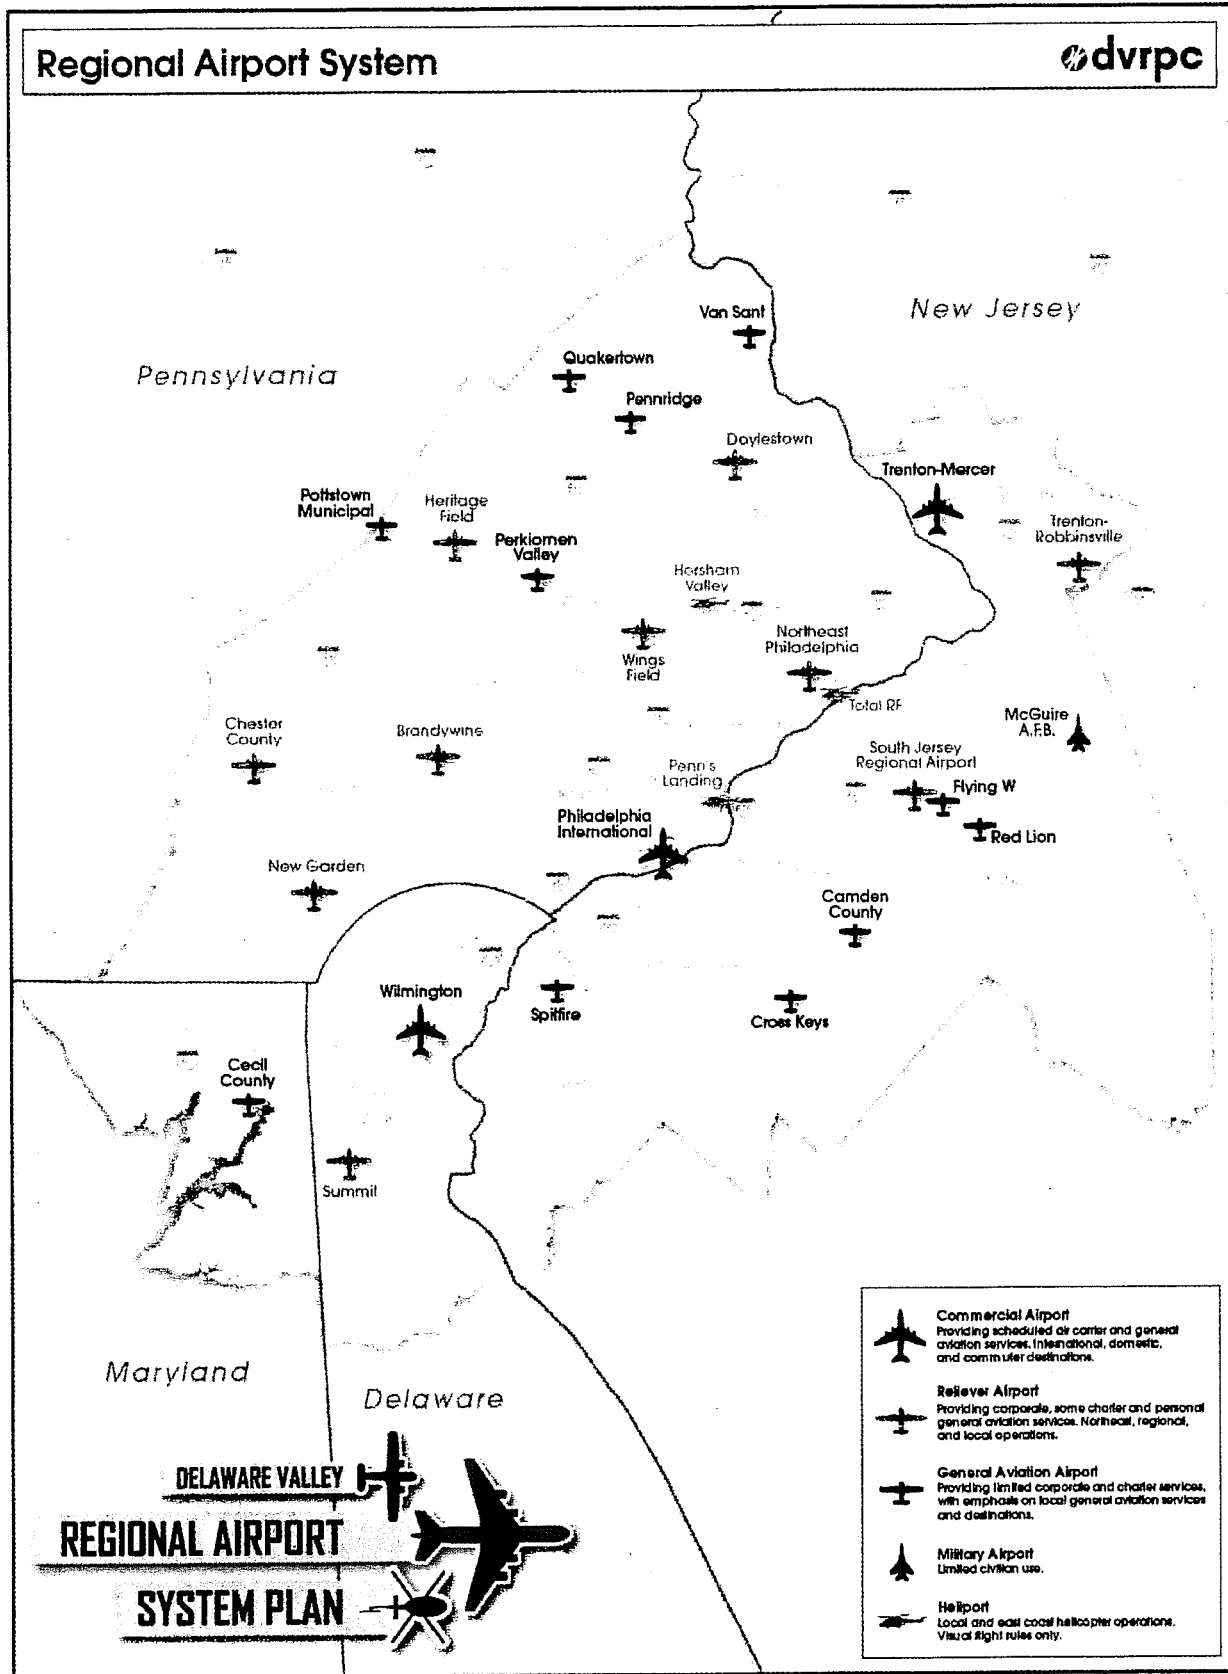 Regional Airport System
dvrpc
New Jersey
Pennsylvania
Van Sant
Quakertown
Pennridge
Doylestown
Trenton-Mercer
Pottstown
Municipal
Heritage
Field
Perkiomen
Valley
Trenton-
Robbinsville
Horsham
Valley
Northeast
Philadelphia
Wings
Field
Total RF
McGuire
A.F.B.
Chester
County
Brandywine
South Jersey
Regional Airport
Flying W
Red Lion
Penn's
Landing
Philadelphia
International
New Garden
Camden
County
Wilmington
Spitfire
Cross Keys
Cecil
County
Summit
Maryland
Delaware
DELAWARE VALLEY
REGIONAL AIRPORT
SYSTEM PLAN
Commercial Airport
Providing scheduled air carrier and general
aviation services. International, domestic,
and commuter destinations.
Reliever Airport
Providing corporate, some charter and personal
general aviation services. Northeast, regional,
and local operations.
General Aviation Airport
Providing limited corporate and charter services,
with emphasis on local general aviation services
and destinations.
Military Airport
Limited civilian use.
Heliport
Local and east coast helicopter operations.
Visual flight rules only.